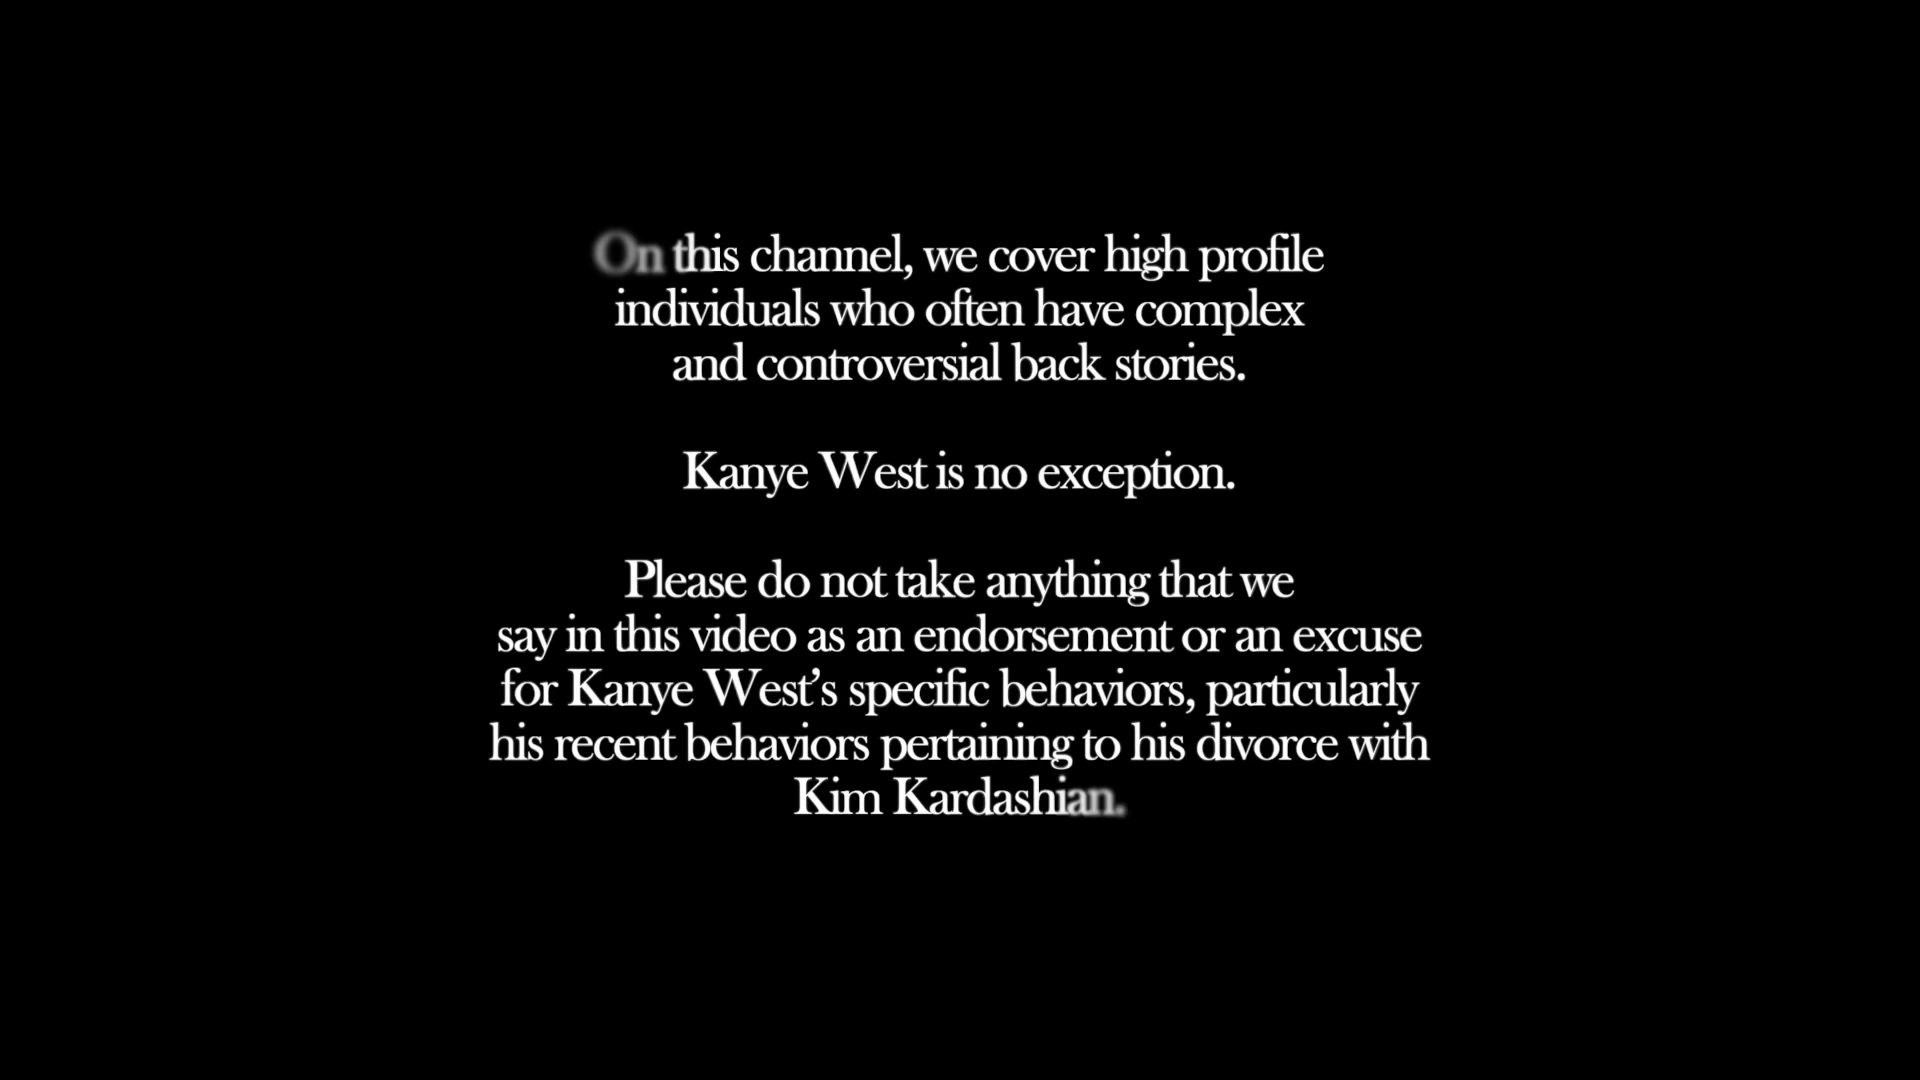 On this channel, we cover high profile
individuals who often have complex
and controversial back stories.
Kanye West is no exception.
Please do not take anything that we
say in this video as an endorsement or an excuse
for Kanye West’s specific behaviors, particularly
his recent behaviors pertaining to his divorce with
Kim Kardashian.